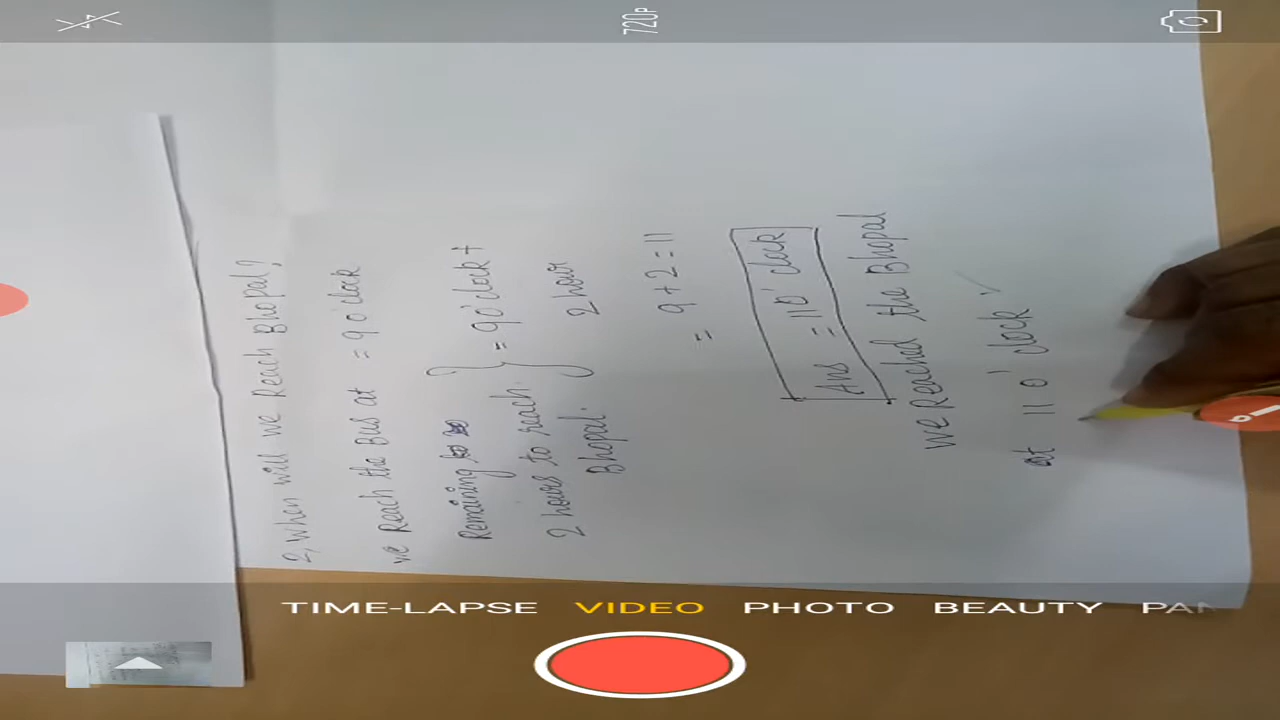 2, When will we Reach Bhopal?
we Reach the Bus at = 9 o'clock
Remaining
2 hours to reach
Bhopal.
} = 9 o'clock +
2 hour
= 9 + 2 = 11
Ans = 11 o' clock
we Reached the Bhopal
at 11 o' clock
720P
TIME-LAPSE VIDEO PHOTO BEAUTY